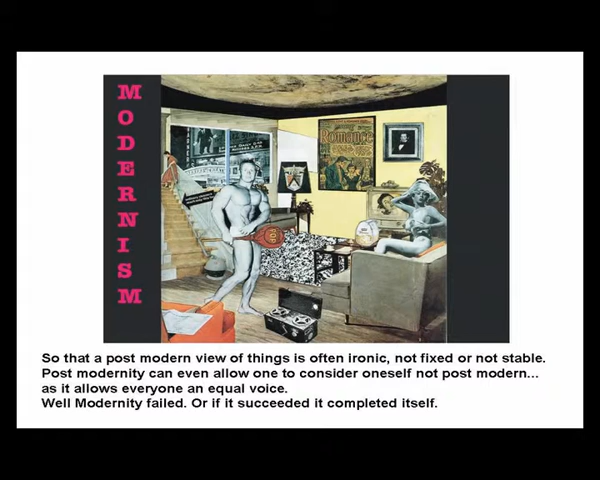 MODERNISM
Romance
POP
So that a post modern view of things is often ironic, not fixed or not stable.
Post modernity can even allow one to consider oneself not post modern...
as it allows everyone an equal voice.
Well Modernity failed. Or if it succeeded it completed itself.